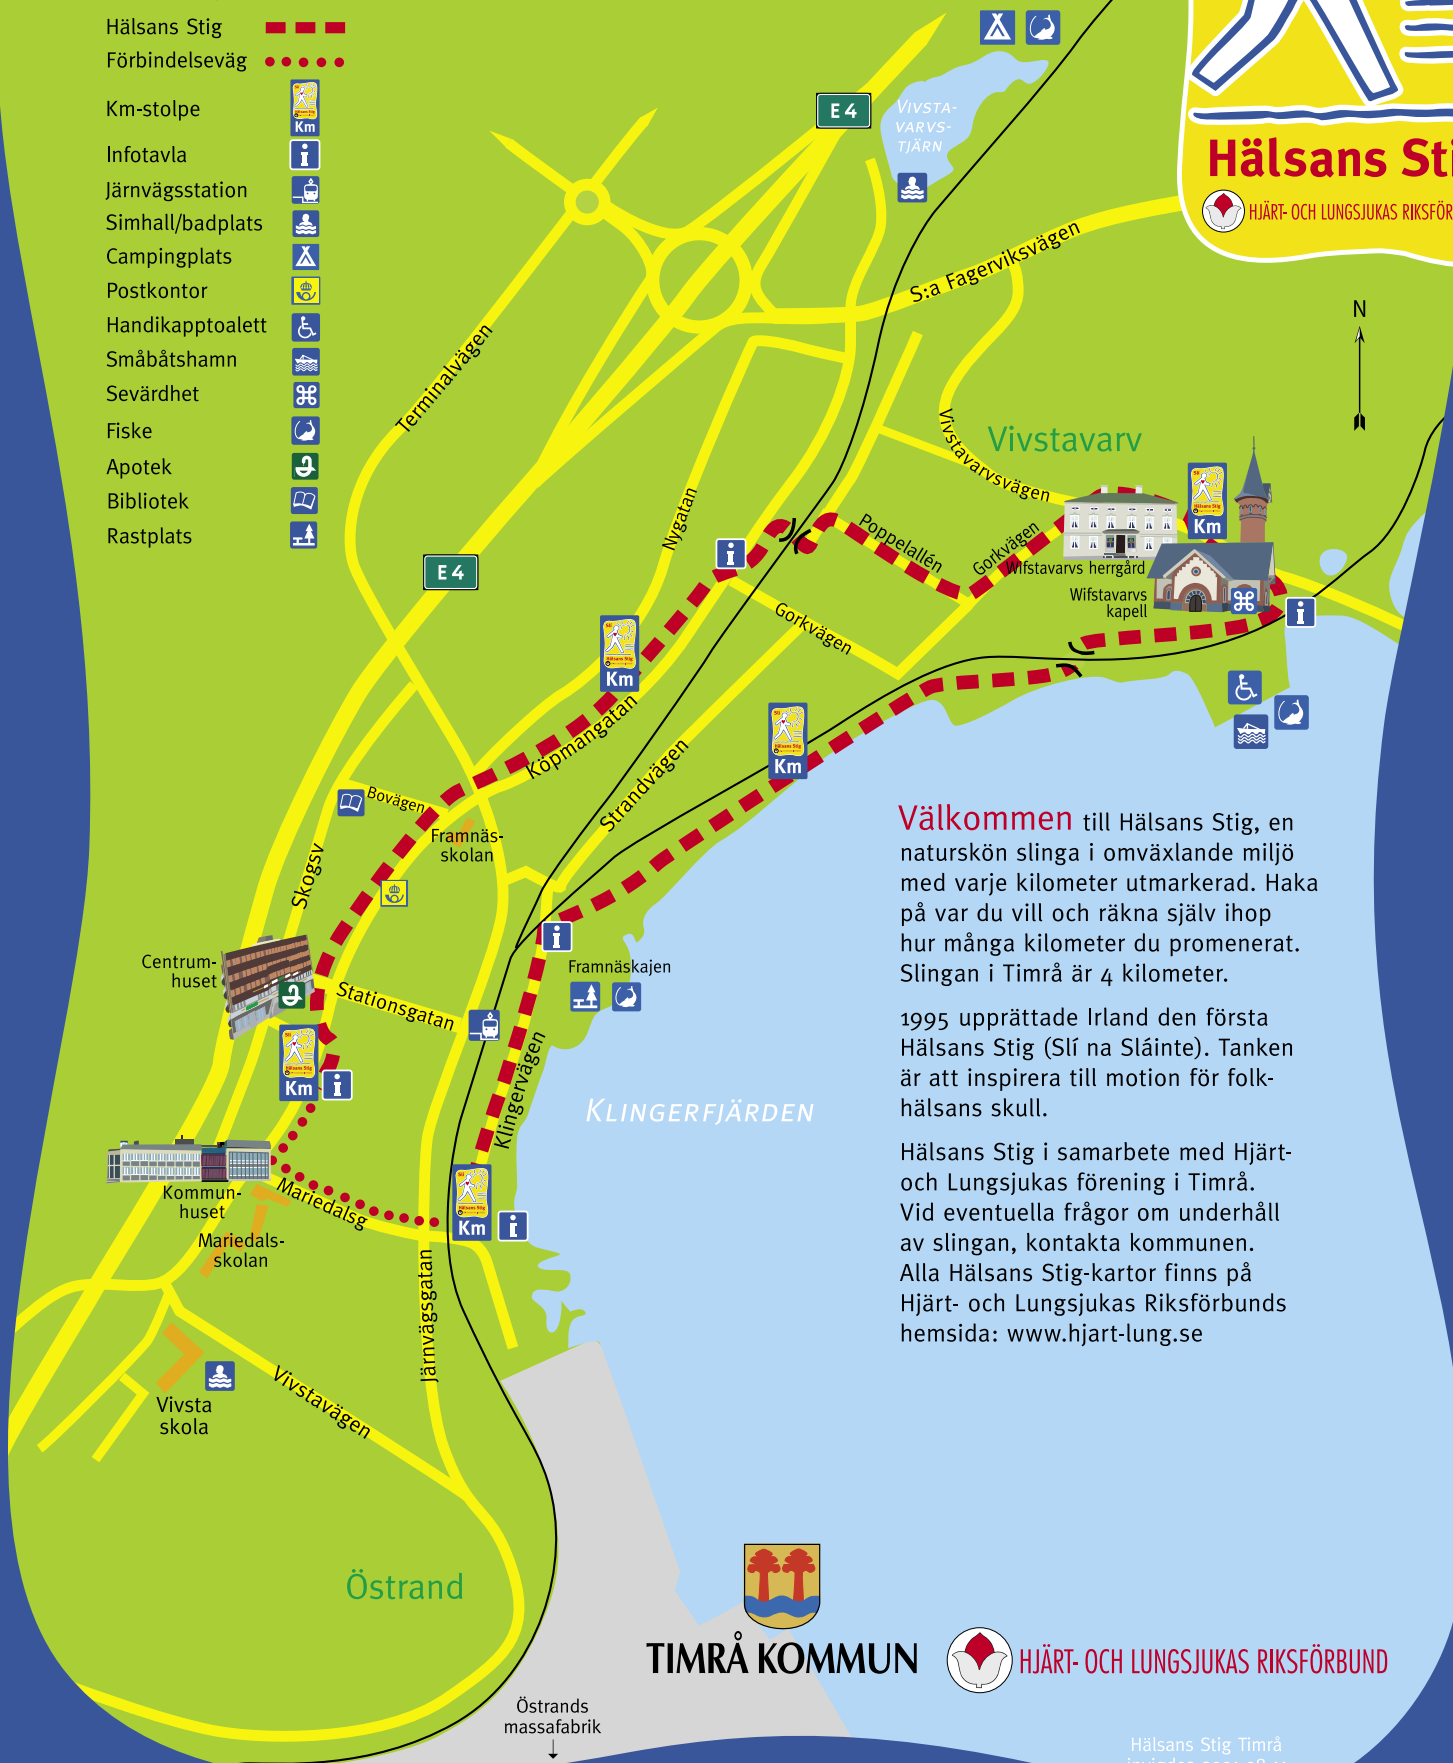 Hälsans Stig
Förbindelseväg
Km-stolpe
Km
Infotavla
Järnvägsstation
Simhall/badplats
Campingplats
Postkontor
Handikapptoalett
Småbåtshamn
Sevärdhet
Fiske
Apotek
Bibliotek
Rastplats
E 4
VIVSTA-
VARVS-
TJÄRN
Hälsans Sti
HJÄRT- OCH LUNGSJUKAS RIKSFÖR
S:a Fagerviksvägen
N
Terminalvägen
Vivstavarvsvägen
Vivstavarv
Nygatan
Poppelallén
Gorkvägen
Km
Wifstavarvs herrgård
Wifstavarvs
kapell
E 4
Gorkvägen
Km
Köpmangatan
Strandvägen
Km
Bovägen
Framnäs-
skolan
Skogsv
Centrum-
huset
Stationsgatan
Framnäskajen
Km
Klingervägen
KLINGERFJÄRDEN
Kommun-
huset
Mariedalsg
Mariedals-
skolan
Km
Järnvägsgatan
Vivsta
skola
Vivstavägen
Östrand
Välkommen till Hälsans Stig, en
naturskön slinga i omväxlande miljö
med varje kilometer utmarkerad. Haka
på var du vill och räkna själv ihop
hur många kilometer du promenerat.
Slingan i Timrå är 4 kilometer.
1995 upprättade Irland den första
Hälsans Stig (Slí na Sláinte). Tanken
är att inspirera till motion för folk-
hälsans skull.
Hälsans Stig i samarbete med Hjärt-
och Lungsjukas förening i Timrå.
Vid eventuella frågor om underhåll
av slingan, kontakta kommunen.
Alla Hälsans Stig-kartor finns på
Hjärt- och Lungsjukas Riksförbunds
hemsida: www.hjart-lung.se
TIMRÅ KOMMUN
HJÄRT- OCH LUNGSJUKAS RIKSFÖRBUND
Östrands
massafabrik
Hälsans Stig Timrå